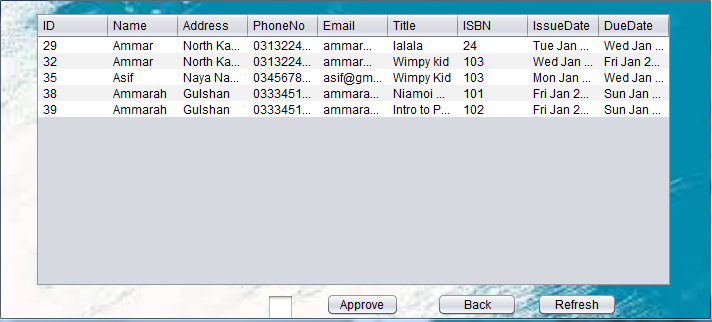 ID Name Address PhoneNo Email Title ISBN IssueDate DueDate
29 Ammar North Ka... 0313224... ammar... lalala 24 Tue Jan ... Wed Jan ...
32 Ammar North Ka... 0313224... ammar... Wimpy kid 103 Wed Jan ... Fri Jan 2...
35 Asif Naya Na... 0345678... asif@gm... Wimpy Kid 103 Mon Jan ... Wed Jan ...
38 Ammarah Gulshan 0333451... ammara... Niamoi ... 101 Fri Jan 2... Sun Jan ...
39 Ammarah Gulshan 0333451... ammara... Intro to P... 102 Fri Jan 2... Sun Jan ...
Approve Back Refresh